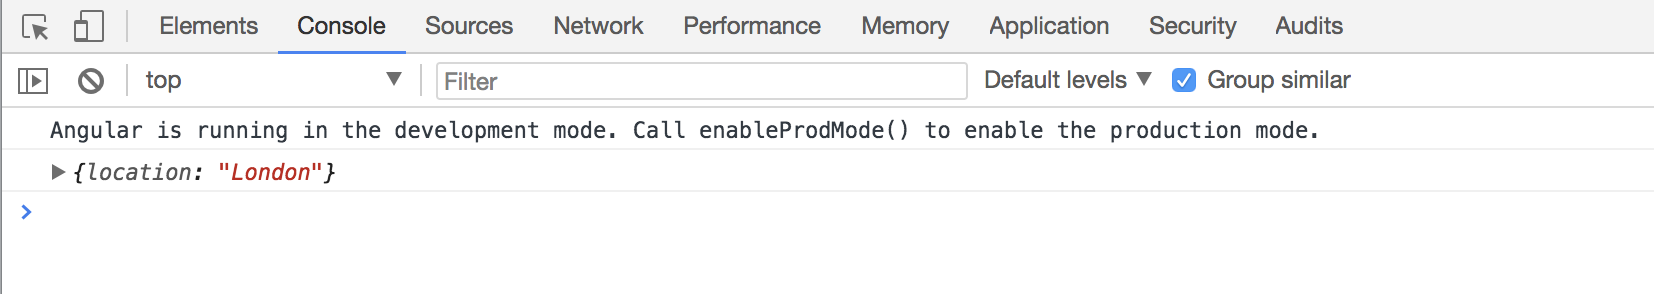 Elements Console Sources Network Performance Memory Application Security Audits
top Filter Default levels Group similar
Angular is running in the development mode. Call enableProdMode() to enable the production mode.
{location: "London"}